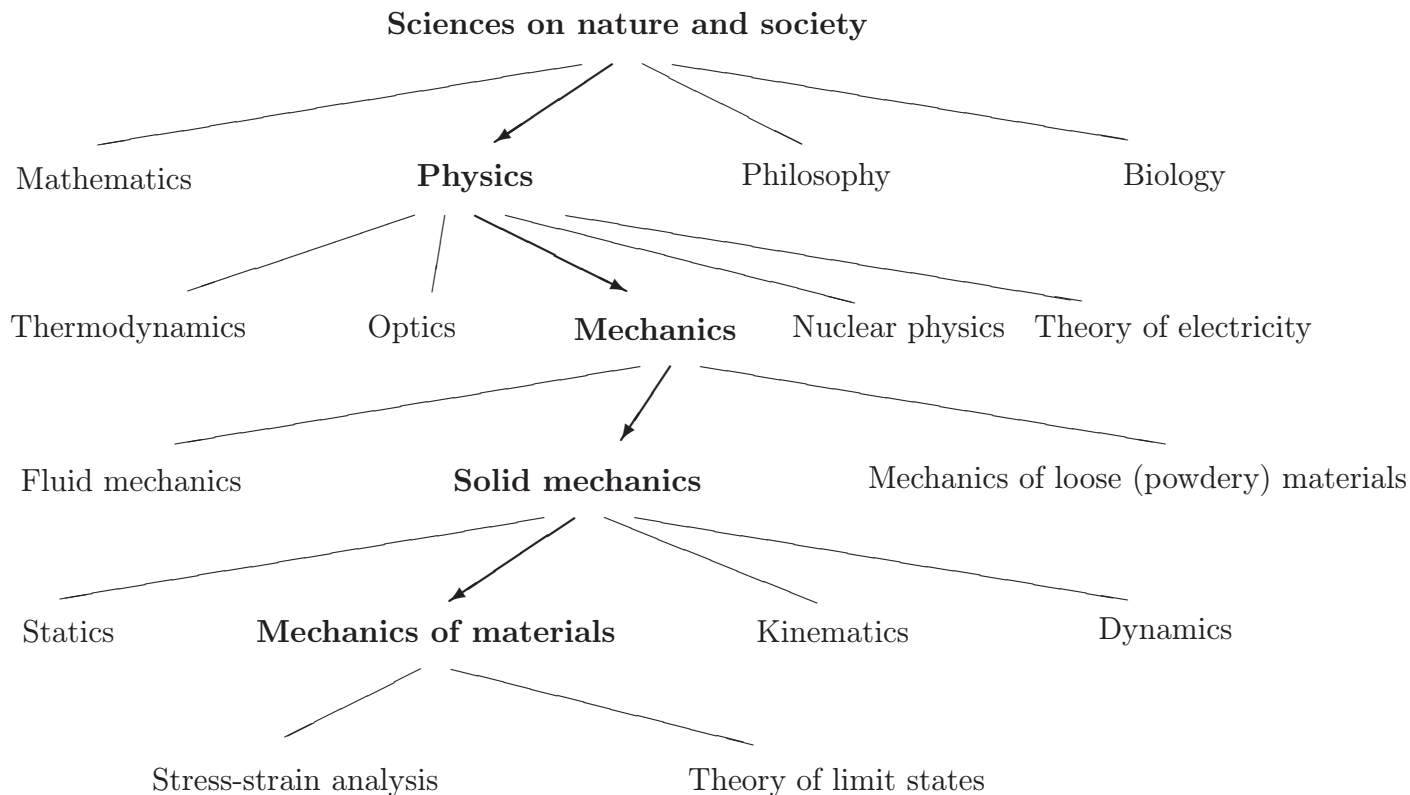 Sciences on nature and society
Mathematics Physics Philosophy Biology
Thermodynamics Optics Mechanics Nuclear physics Theory of electricity
Fluid mechanics Solid mechanics Mechanics of loose (powdery) materials
Statics Mechanics of materials Kinematics Dynamics
Stress-strain analysis Theory of limit states